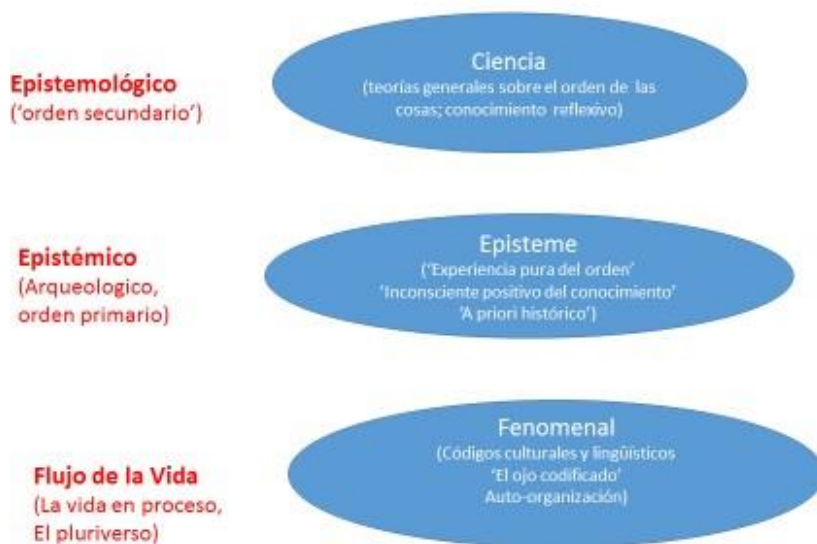 Epistemológico
('orden secundario')
Ciencia
(teorías generales sobre el orden de las
cosas; conocimiento reflexivo)
Epistémico
(Arqueologico,
orden primario)
Episteme
('Experiencia pura del orden'
'Inconsciente positivo del conocimiento'
'A priori histórico')
Flujo de la Vida
(La vida en proceso,
El pluriverso)
Fenomenal
(Códigos culturales y lingüísticos
'El ojo codificado'
Auto-organización)